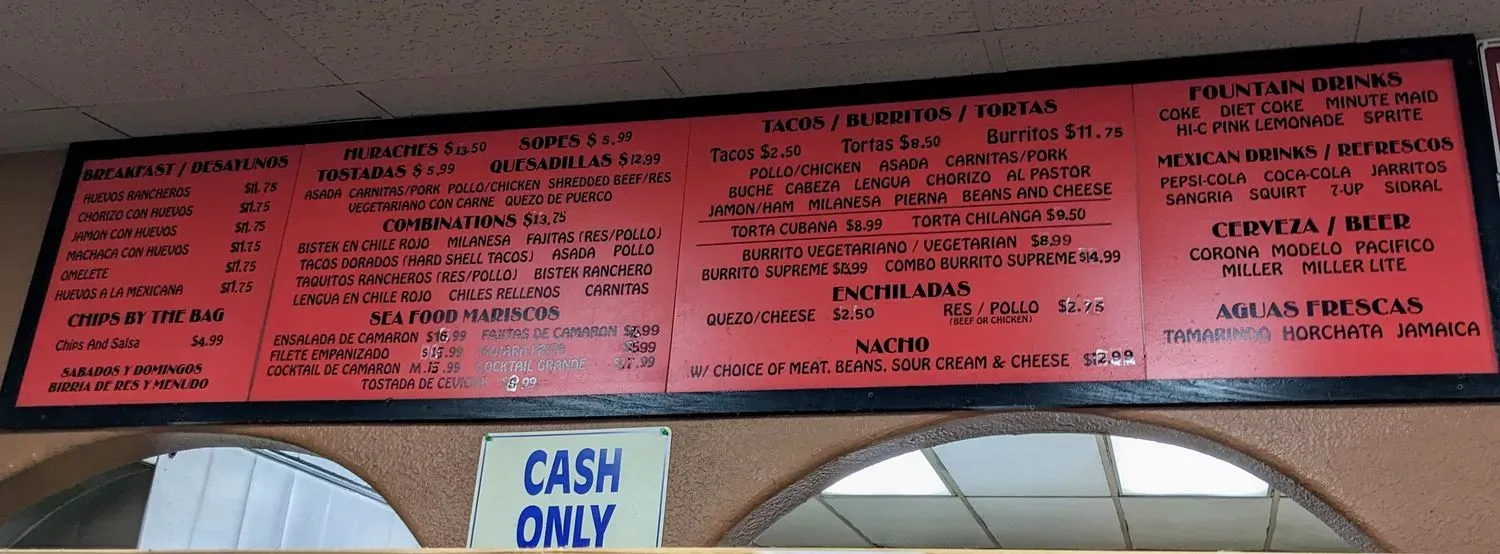 BREAKFAST / DESAYUNOS
HUEVOS RANCHEROS $11.75
CHORIZO CON HUEVOS $11.75
JAMON CON HUEVOS $11.75
MACHACA CON HUEVOS $11.75
OMELETE $11.75
HUEVOS A LA MEXICANA $11.75
CHIPS BY THE BAG
Chips And Salsa $4.99
SABADOS Y DOMINGOS
BIRRIA DE RES Y MENUDO
HURACHES $13.50 SOPES $5.99
TOSTADAS $5.99 QUESADILLAS $12.99
ASADA CARNITAS/PORK POLLO/CHICKEN SHREDDED BEEF/RES
VEGETARIANO CON CARNE QUEZO DE PUERCO
COMBINATIONS $13.75
BISTEK EN CHILE ROJO MILANESA FAJITAS (RES/POLLO)
TACOS DORADOS (HARD SHELL TACOS) ASADA POLLO
TAQUITOS RANCHEROS (RES/POLLO) BISTEK RANCHERO
LENGUA EN CHILE ROJO CHILES RELLENOS CARNITAS
SEA FOOD MARISCOS
ENSALADA DE CAMARON $16.99 FAJITAS DE CAMARON
FILETE EMPANIZADO
COCKTAIL DE CAMARON M.15.99 COCKTAIL GRANDE
TOSTADA DE
TACOS / BURRITOS / TORTAS
Tacos $2.50 Tortas $8.50 Burritos $11.75
POLLO/CHICKEN ASADA CARNITAS/PORK
BUCHE CABEZA LENGUA CHORIZO AL PASTOR
JAMON/HAM MILANESA PIERNA BEANS AND CHEESE
TORTA CUBANA $8.99 TORTA CHILANGA $9.50
BURRITO VEGETARIANO / VEGETARIAN $8.99
BURRITO SUPREME COMBO BURRITO SUPREME $14.99
ENCHILADAS
QUEZO/CHEESE $2.50 RES / POLLO $2.75
(BEEF OR CHICKEN)
NACHO
W/ CHOICE OF MEAT, BEANS, SOUR CREAM & CHEESE $12.99
FOUNTAIN DRINKS
COKE DIET COKE MINUTE MAID
HI-C PINK LEMONADE SPRITE
MEXICAN DRINKS / REFRESCOS
PEPSI-COLA COCA-COLA JARRITOS
SANGRIA SQUIRT 7-UP SIDRAL
CERVEZA / BEER
CORONA MODELO PACIFICO
MILLER MILLER LITE
AGUAS FRESCAS
TAMARINDO HORCHATA JAMAICA
CASH
ONLY